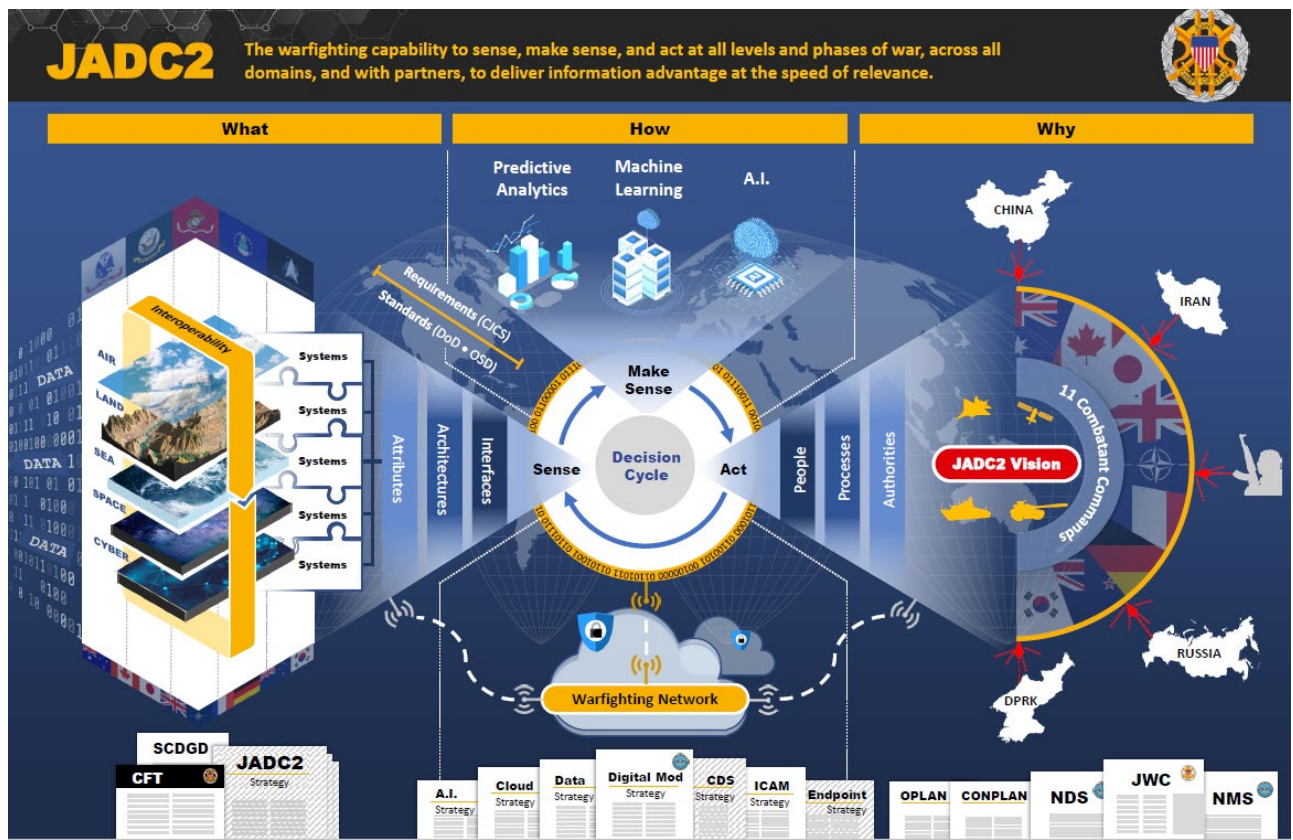 JADC2
The warfighting capability to sense, make sense, and act at all levels and phases of war, across all
domains, and with partners, to deliver information advantage at the speed of relevance.
What
How
Why
Predictive
Analytics
Machine
Learning
A.I.
Requirements (CJCS)
Standards (DoD • OSD)
Interoperability
AIR
LAND
SEA
SPACE
CYBER
DATA
DATA
DATA
Systems
Systems
Systems
Systems
Systems
Attributes
Architectures
Interfaces
Sense
Make
Sense
Act
Decision
Cycle
People
Processes
Authorities
JADC2 Vision
11 Combatant Commands
CHINA
IRAN
RUSSIA
DPRK
Warfighting Network
SCDGD
CFT
JADC2
Strategy
A.I.
Strategy
Cloud
Strategy
Data
Strategy
Digital Mod
Strategy
CDS
Strategy
ICAM
Strategy
Endpoint
Strategy
OPLAN
CONPLAN
NDS
JWC
NMS